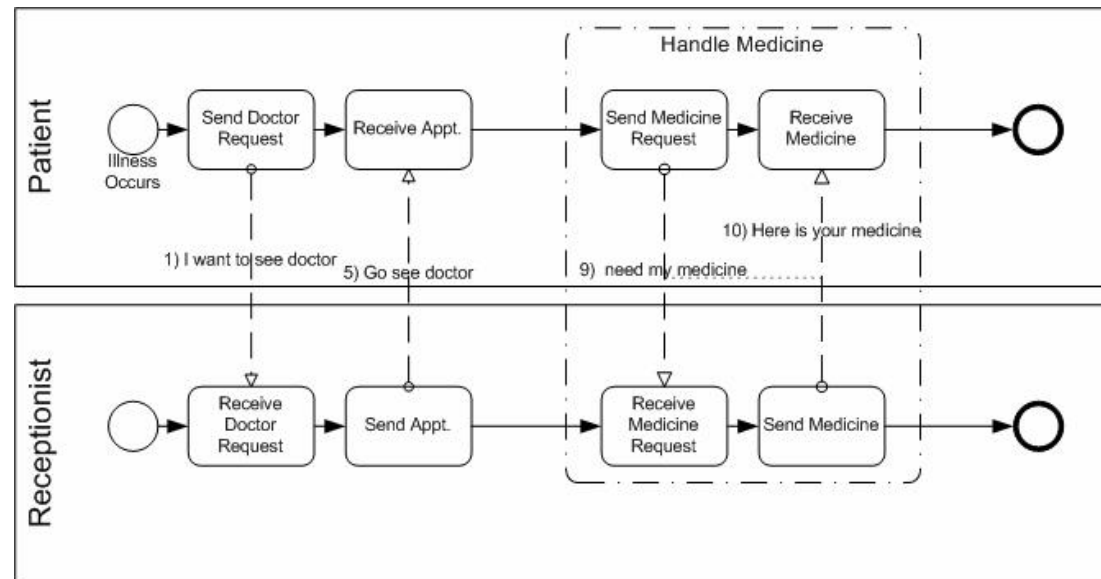 Handle Medicine
Patient
Send Doctor
Request
Receive Appt.
Send Medicine
Request
Receive
Medicine
Illness
Occurs
1) I want to see doctor
5) Go see doctor
9) need my medicine
10) Here is your medicine
Receptionist
Receive
Doctor
Request
Send Appt.
Receive
Medicine
Request
Send Medicine